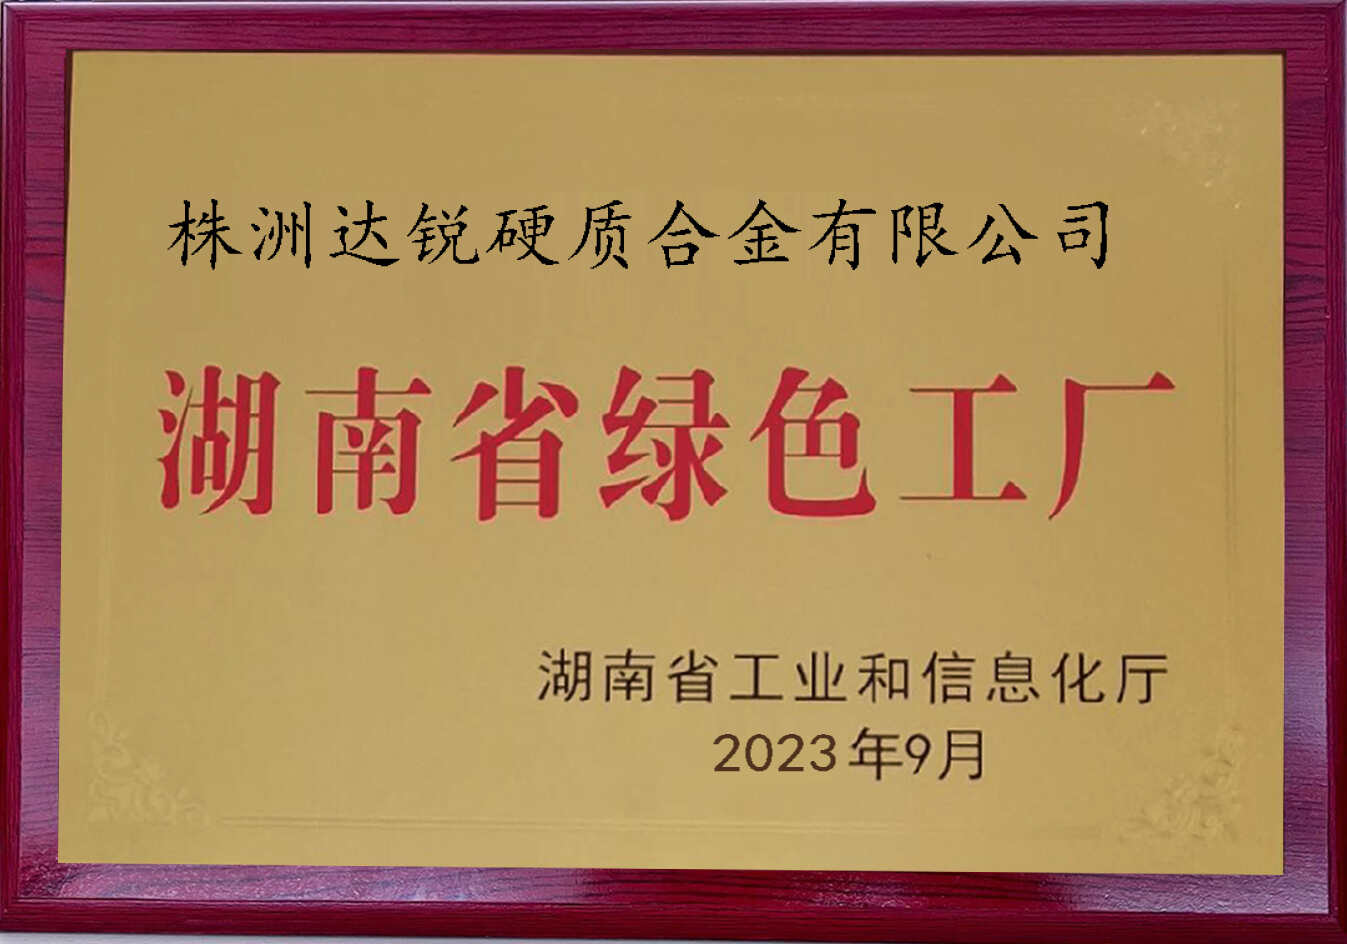 株洲达锐硬质合金有限公司
湖南省绿色工厂
湖南省工业和信息化厅
2023年9月